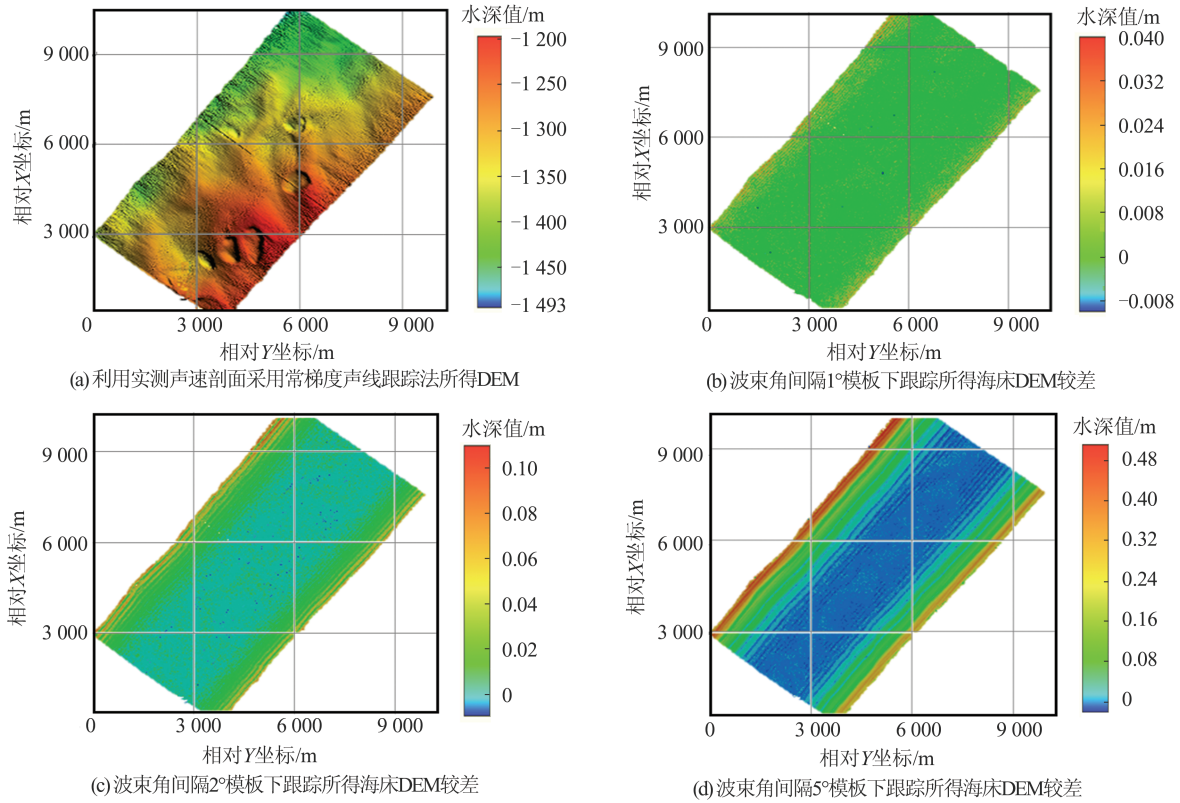 水深值/m
9 000
6 000
3 000
相对X坐标/m
-1 200
-1 250
-1 300
-1 350
-1 400
-1 450
-1 493
0 3 000 6 000 9 000
相对Y坐标/m
(a) 利用实测声速剖面采用常梯度声线跟踪法所得DEM
水深值/m
9 000
6 000
3 000
相对X坐标/m
0.040
0.032
0.024
0.016
0.008
0
-0.008
0 3 000 6 000 9 000
相对Y坐标/m
(b) 波束角间隔1°模板下跟踪所得海床DEM较差
水深值/m
9 000
6 000
3 000
相对X坐标/m
0.10
0.08
0.06
0.04
0.02
0
0 3 000 6 000 9 000
相对Y坐标/m
(c) 波束角间隔2°模板下跟踪所得海床DEM较差
水深值/m
9 000
6 000
3 000
相对X坐标/m
0.48
0.40
0.32
0.24
0.16
0.08
0
0 3 000 6 000 9 000
相对Y坐标/m
(d) 波束角间隔5°模板下跟踪所得海床DEM较差